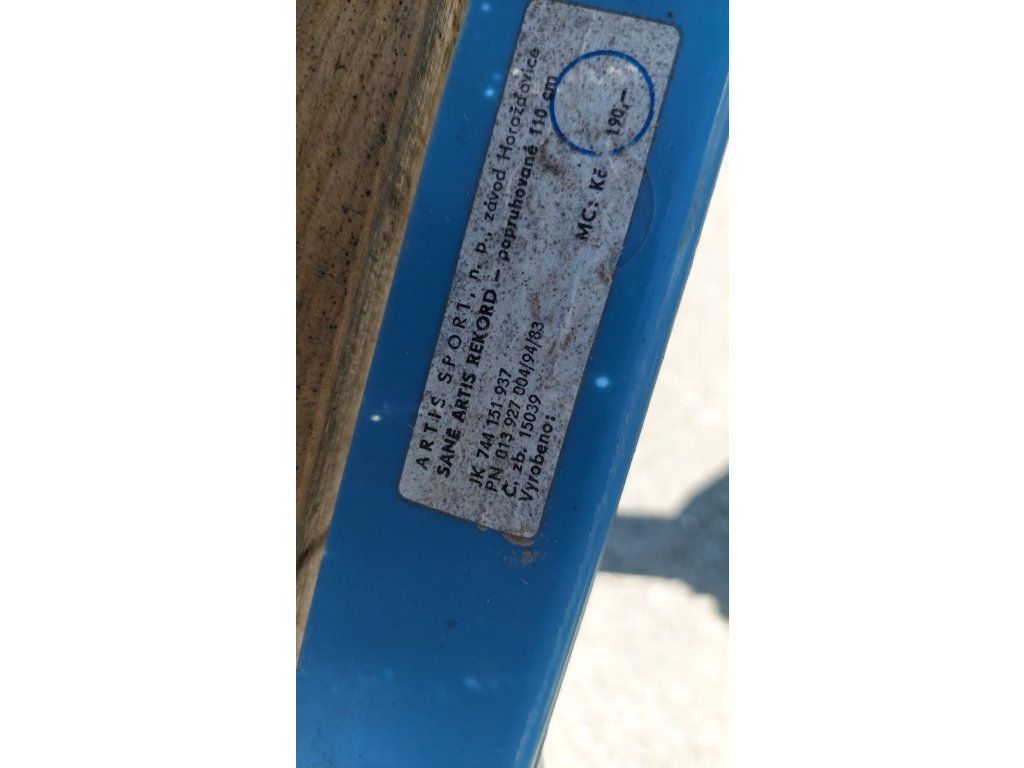 ARTIS SPORT, n. p., závod Horažďovice
SANĚ ARTIS REKORD — popruhované 110 cm
JK 744 151 937
PN 013 927 004/94/83
Č. zb. 15039 MC: Kč 190,—
Vyrobeno: